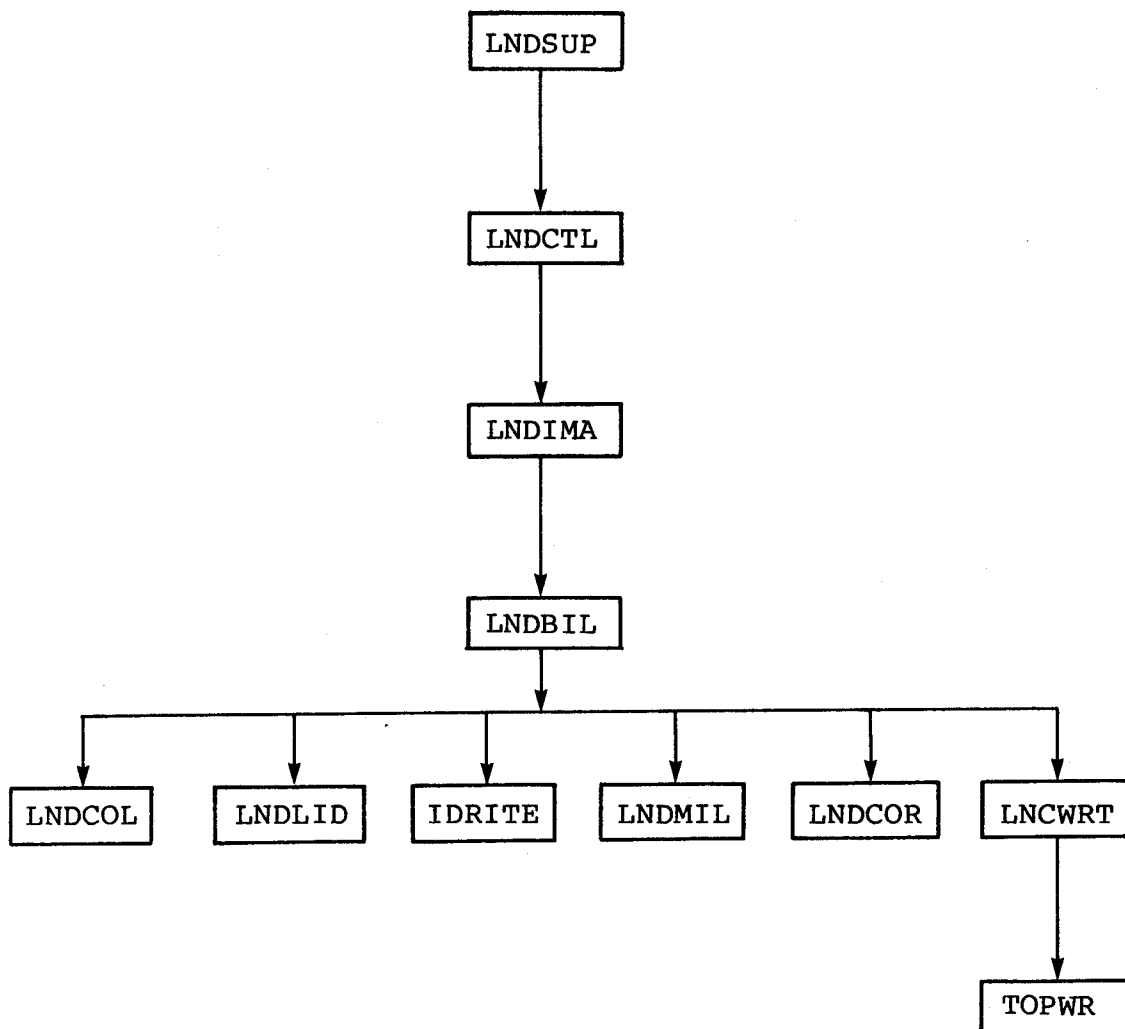 LNDSUP
LNDCTL
LNDIMA
LNDBIL
LNDCOL LNDLID IDRITE LNDMIL LNDCOR LNCWRT
TOPWR